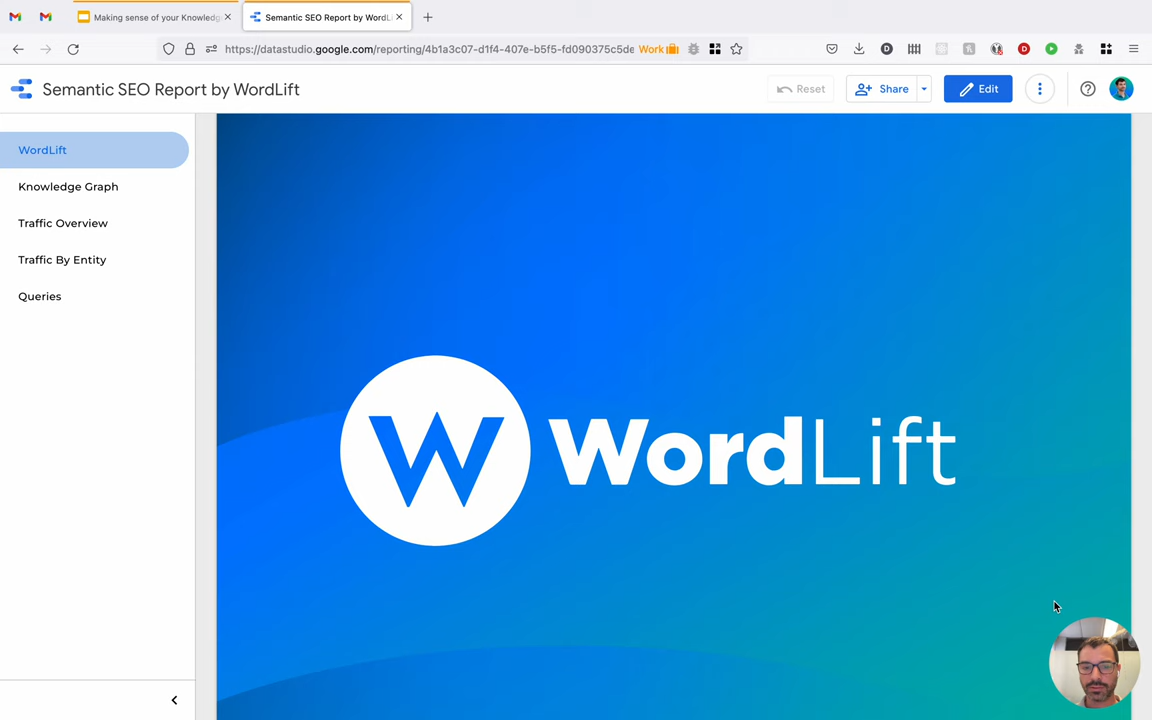 Making sense of your Knowledg
Semantic SEO Report by WordL
https://datastudio.google.com/reporting/4b1a3c07-d1f4-407e-b5f5-fd090375c5de
Work
Semantic SEO Report by WordLift
Reset
Share
Edit
WordLift
Knowledge Graph
Traffic Overview
Traffic By Entity
Queries
W WordLift